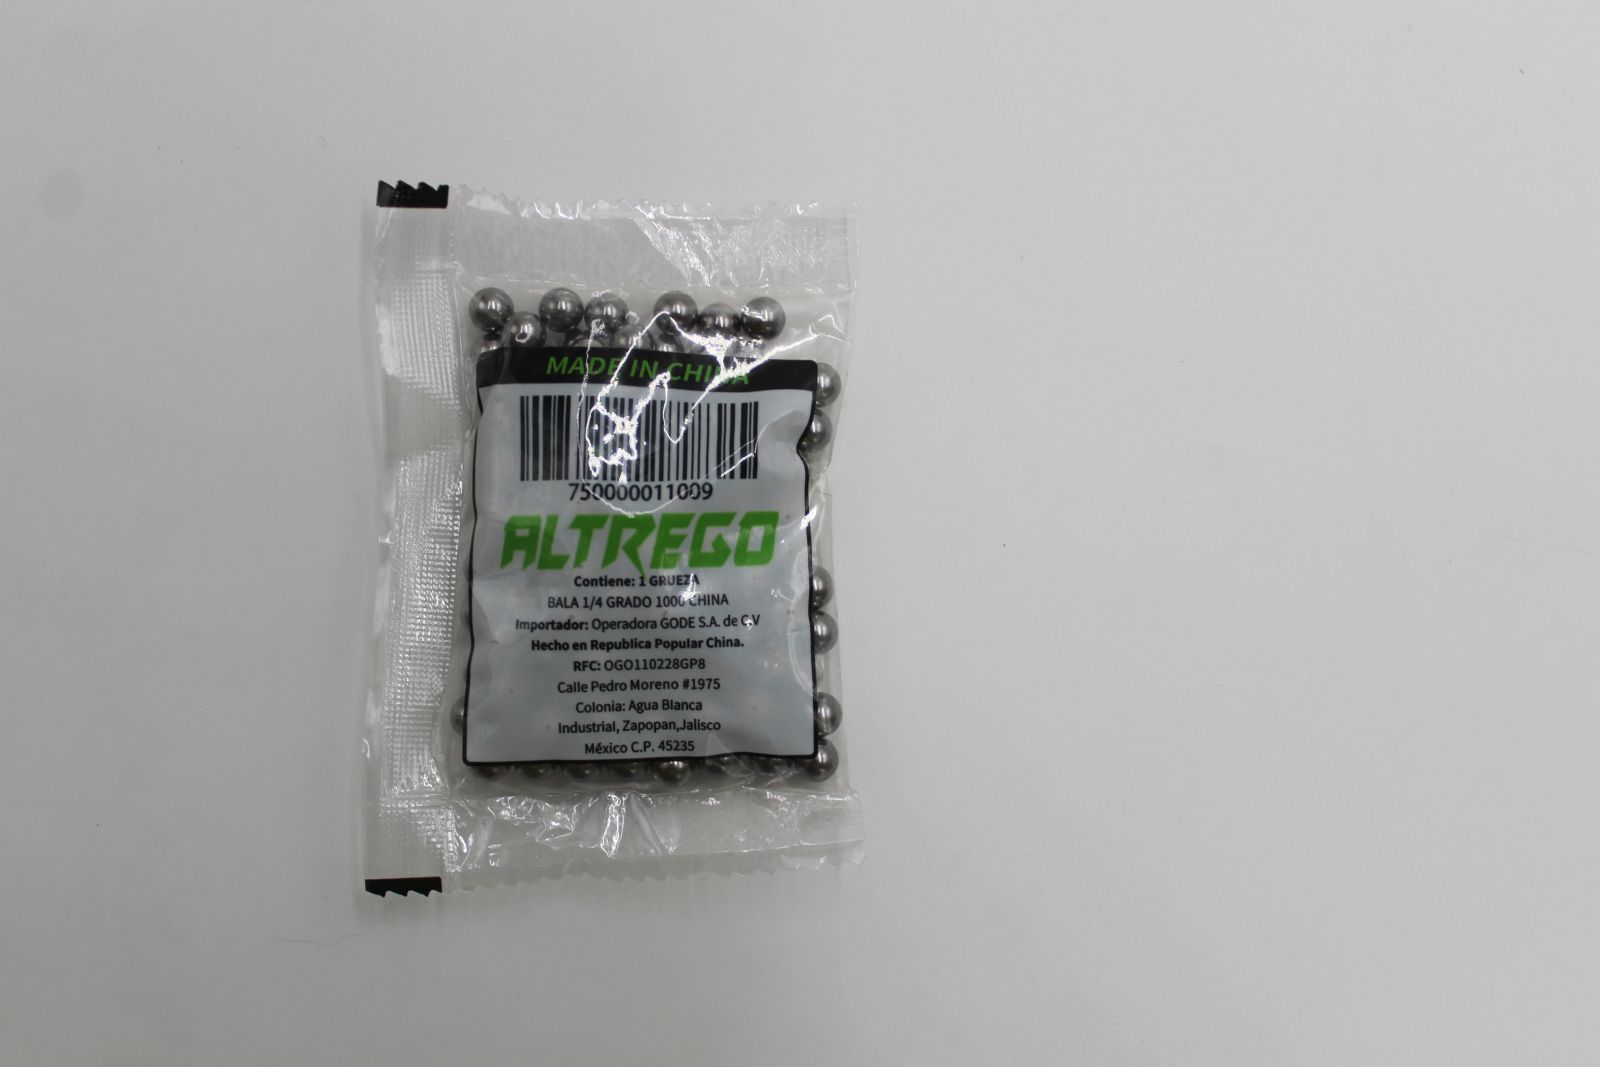 MADE IN CHINA
750000011009
ALTREGO
Contiene: 1 GRUEZA
BALA 1/4 GRADO 1000 CHINA
Importador: Operadora GODE S.A. de C.V
Hecho en Republica Popular China.
RFC: OGO110228GP8
Calle Pedro Moreno #1975
Colonia: Agua Blanca
Industrial, Zapopan,Jalisco
México C.P. 45235